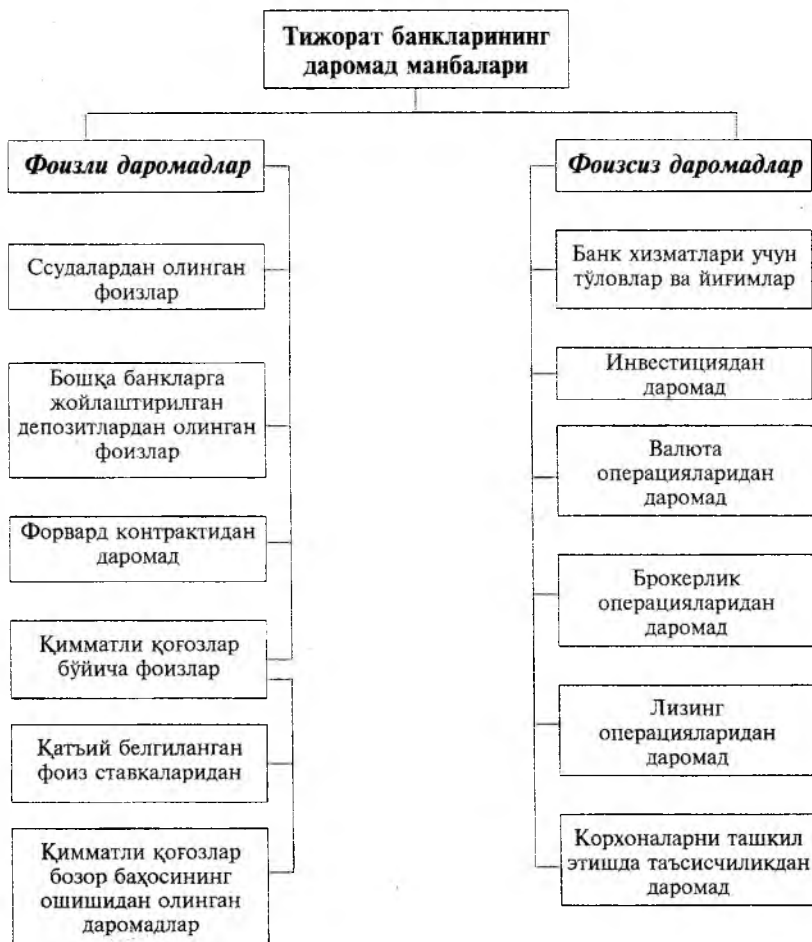 Тижорат банкларининг
даромад манбалари
Фоизли даромадлар
Ссудалардан олинган
фоизлар
Бошқа банкларга
жойлаштирилган
депозитлардан олинган
фоизлар
Форвард контрактидан
даромад
Қимматли қоғозлар
бўйича фоизлар
Қатъий белгиланган
фоиз ставкаларидан
Қимматли қоғозлар
бозор баҳосининг
ошишидан олинган
даромадлар
Фоизсиз даромадлар
Банк хизматлари учун
тўловлар ва йиғимлар
Инвестициядан
даромад
Валюта
операцияларидан
даромад
Брокерлик
операцияларидан
даромад
Лизинг
операцияларидан
даромад
Корхоналарни ташкил
этишда таъсисчиликдан
даромад